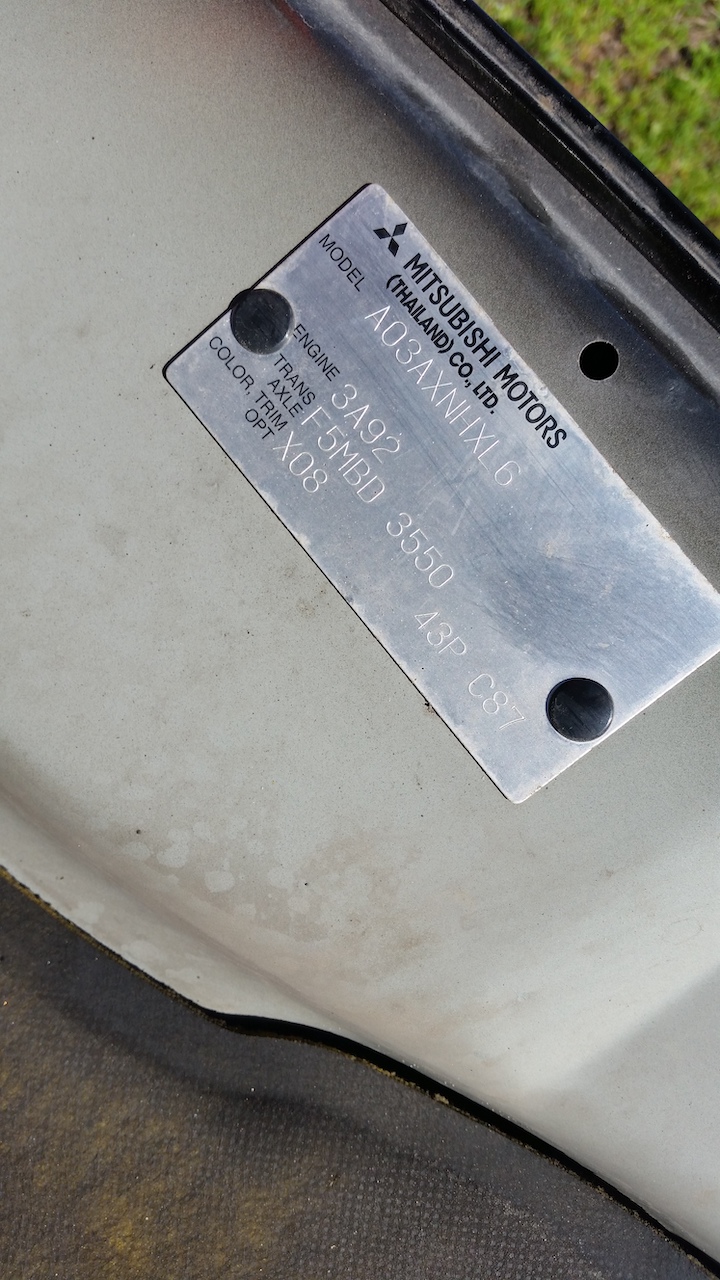 MITSUBISHI MOTORS
(THAILAND) CO., LTD.
MODEL A03AXNHXL6
ENGINE 3A92
TRANS AXLE F5MBD 3550
COLOR, TRIM OPT X08 43P C87